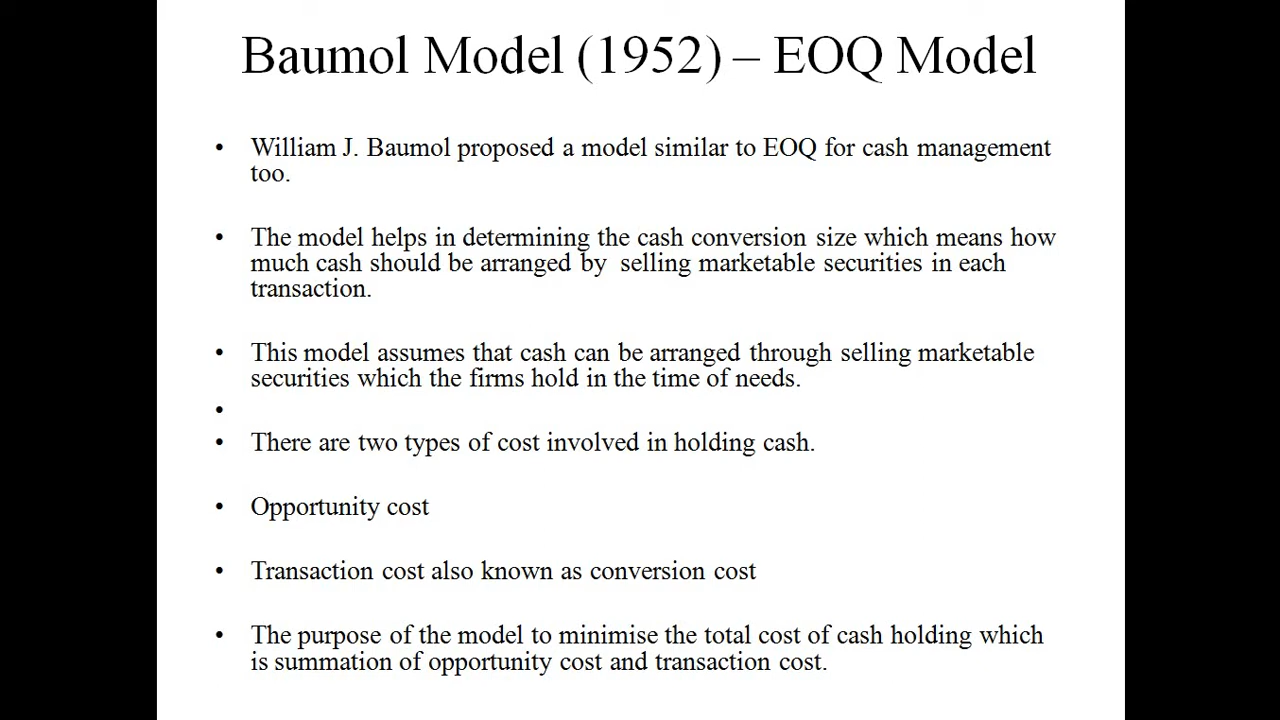 Baumol Model (1952) – EOQ Model
• William J. Baumol proposed a model similar to EOQ for cash management
too.
• The model helps in determining the cash conversion size which means how
much cash should be arranged by  selling marketable securities in each
transaction.
• This model assumes that cash can be arranged through selling marketable
securities which the firms hold in the time of needs.
•
• There are two types of cost involved in holding cash.
• Opportunity cost
• Transaction cost also known as conversion cost
• The purpose of the model to minimise the total cost of cash holding which
is summation of opportunity cost and transaction cost.